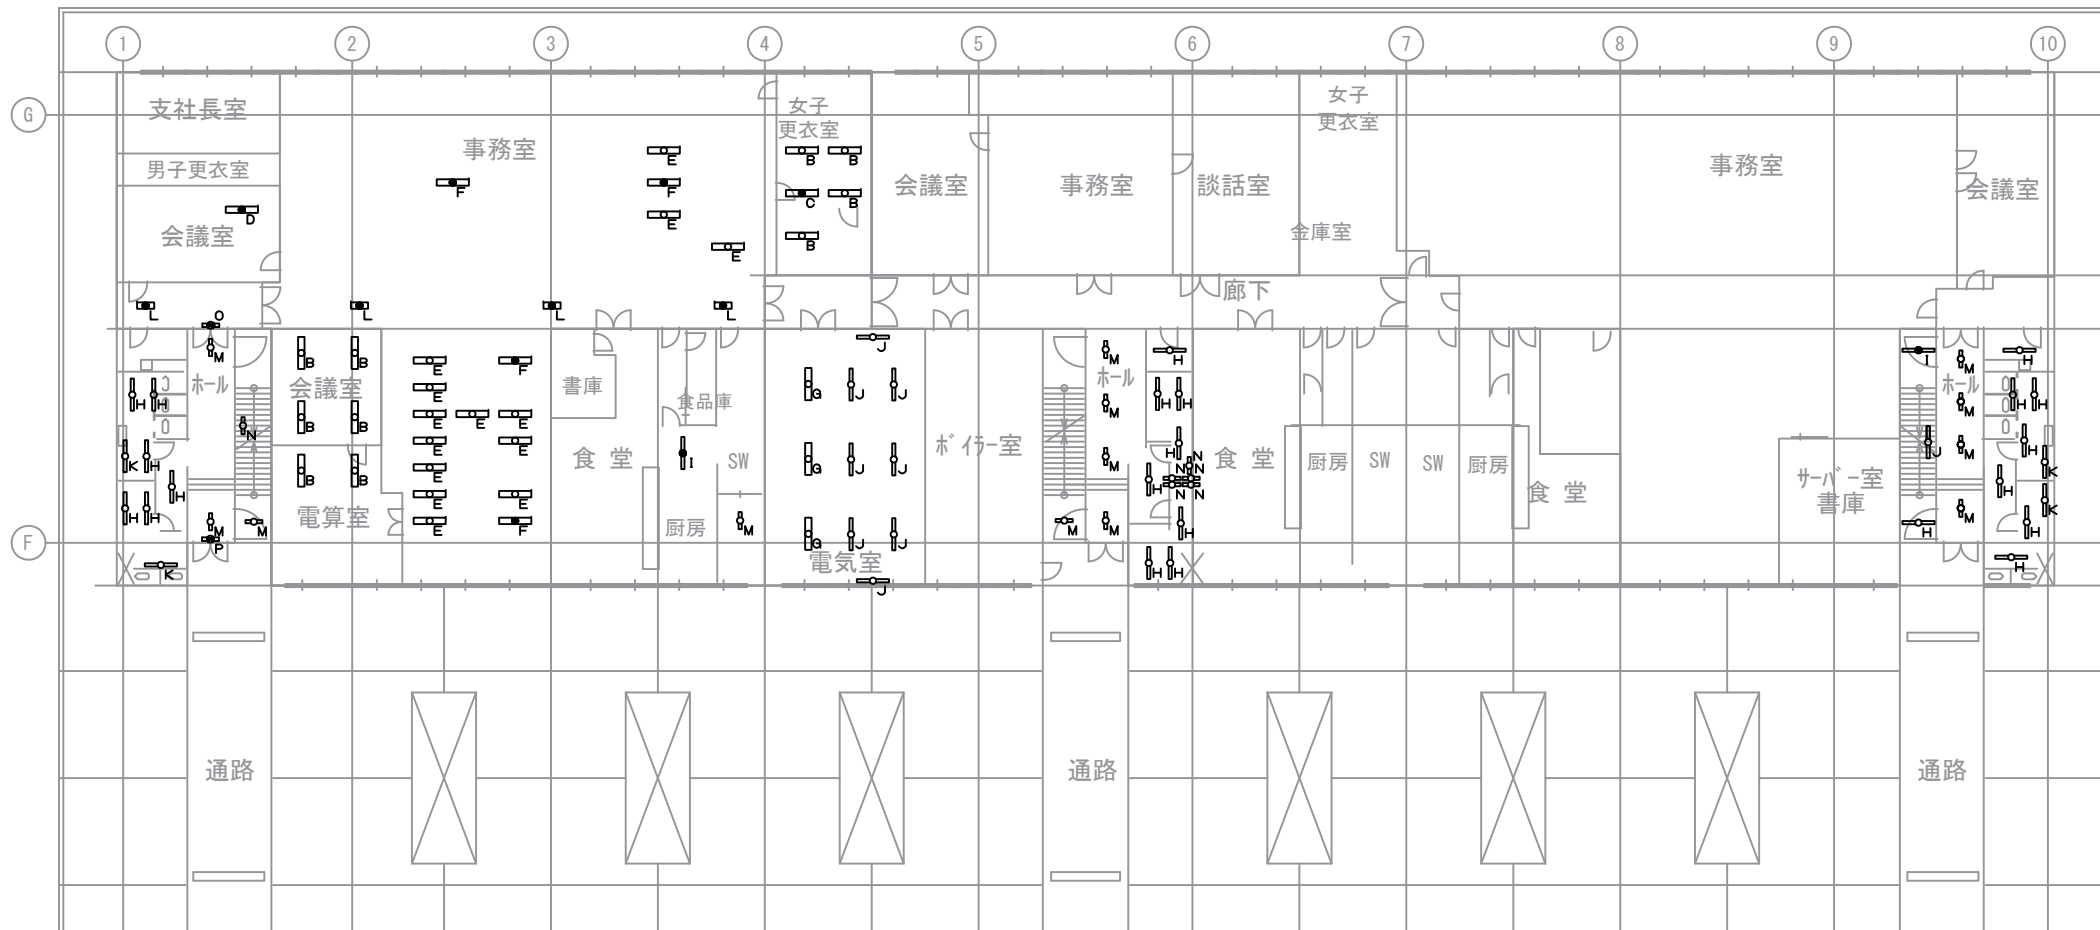 1 2 3 4 5 6 7 8 9 10
G
支社長室
男子更衣室
会議室
D
事務室
F
E
F
E
E
女子
更衣室
B B
C B
B
会議室
事務室
談話室
女子
更衣室
金庫室
事務室
会議室
廊下
L L L L
O
M
ホール
H H
K H
H
H H
N
M
M
P
K
会議室
B B
B B
B B
電算室
E F
E
E E E
E E
E
E E
E F
書庫
食品庫
食堂
I
SW
厨房
M
J
G J J
G J J
G J J
電気室
J
ボイラー室
M
ホール
M
M
M
M
H
H H
H
N
N
H
N N
H
H H
食堂
厨房
SW
SW
厨房
食堂
サーバー室
書庫
I
J
H
M
ホール
M
M
M
H
H H
H
K
H
K
H
H
F
通路
通路
通路